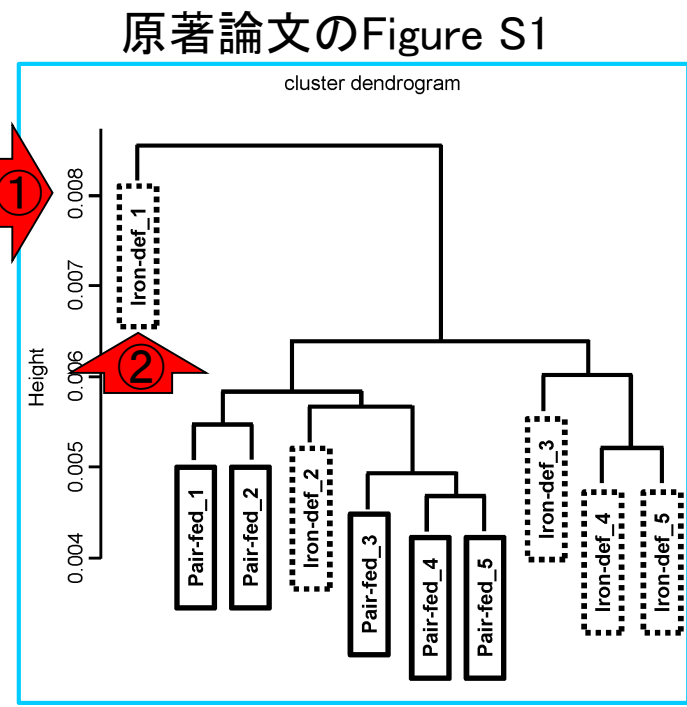 原著論文のFigure S1
cluster dendrogram
①
②
Height
0.008
0.007
0.006
0.005
0.004
Iron-def_1
Pair-fed_1
Pair-fed_2
Iron-def_2
Pair-fed_3
Pair-fed_4
Pair-fed_5
Iron-def_3
Iron-def_4
Iron-def_5